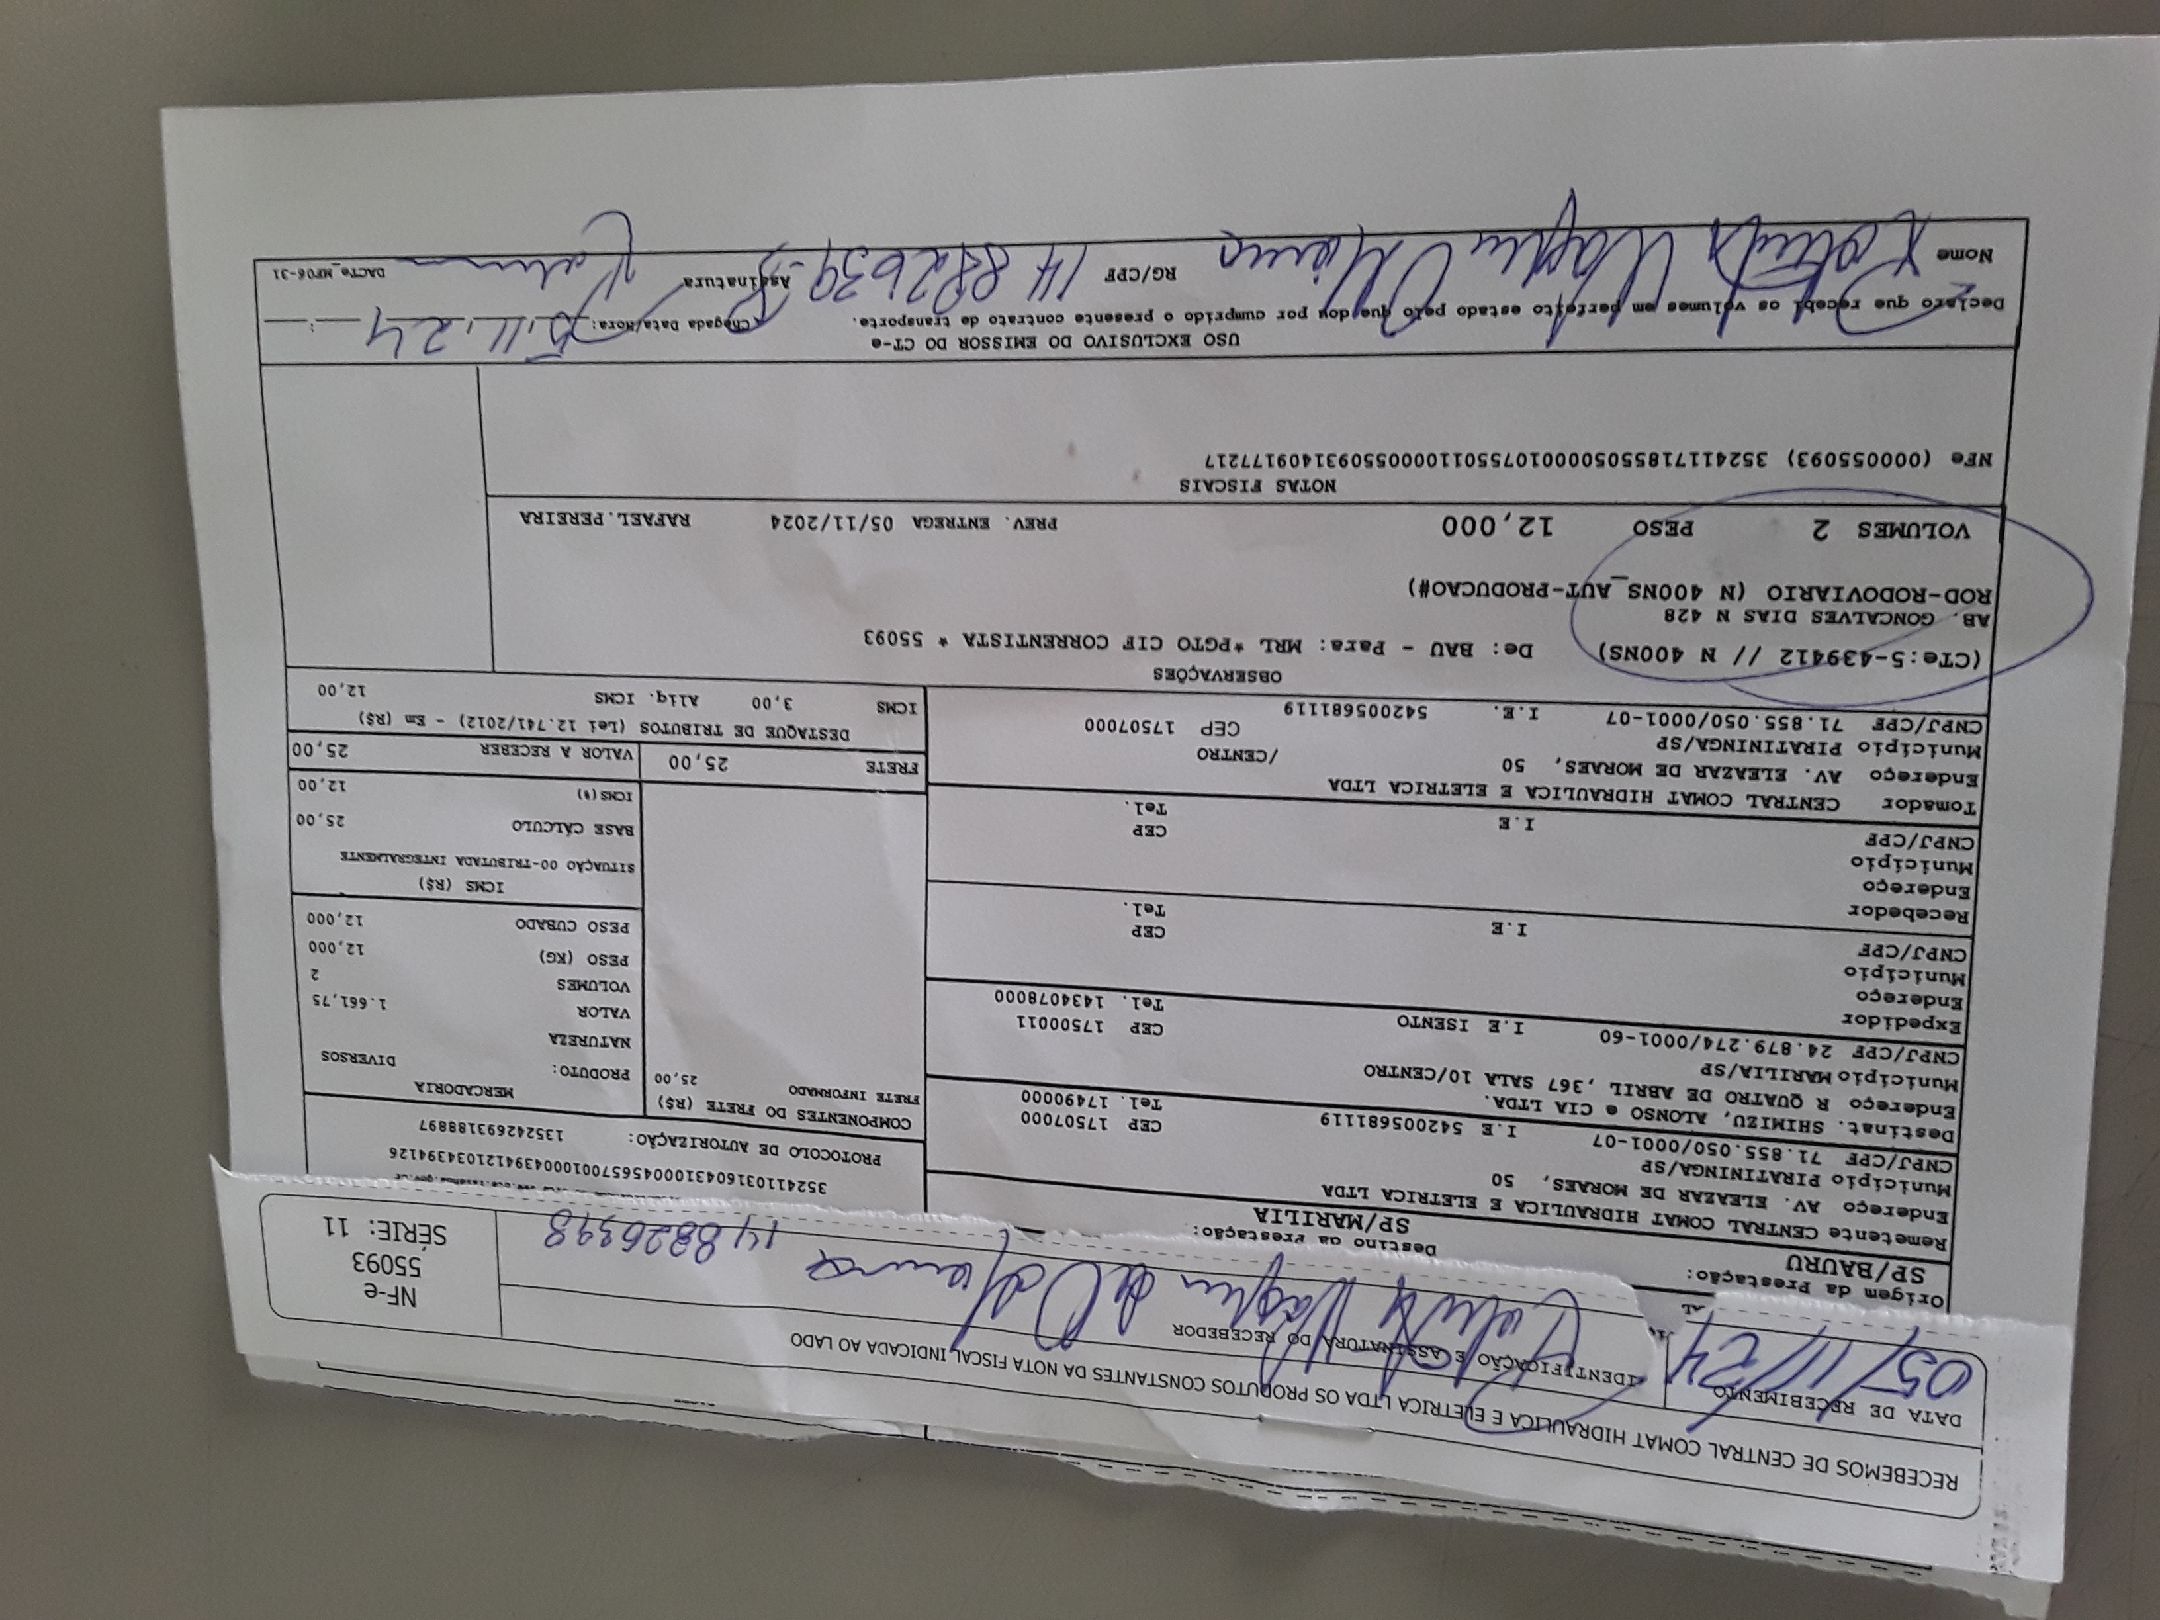 RECEBEMOS DE CENTRAL COMAT HIDRAULICA E ELETRICA LTDA OS PRODUTOS CONSTANTES DA NOTA FISCAL INDICADA AO LADO
NF-e
55093
SÉRIE: 11
DATA DE RECEBIMENTO
IDENTIFICAÇÃO E ASSINATURA DO RECEBEDOR
05/11/24
Wagner de 148826398
Origem da Prestação:
SP/BAURU
Destino da Prestação:
SP/MARILIA
Remetente CENTRAL COMAT HIDRAULICA E ELETRICA LTDA
Endereço AV. ELEAZAR DE MORAES, 50
Município PIRATININGA/SP CEP 17507000
CNPJ/CPF 71.855.050/0001-07 I.E 542005681119 Tel. 17490000
Destinat. SHIMIZU, ALONSO e CIA LTDA.
Endereço R QUATRO DE ABRIL ,367 SALA 10/CENTRO
Município MARILIA/SP CEP 17500011
CNPJ/CPF 24.879.274/0001-60 I.E ISENTO Tel. 1434078000
Expedidor
Endereço
Município CEP
CNPJ/CPF I.E Tel.
Recebedor
Endereço
Município CEP
CNPJ/CPF I.E Tel.
Tomador CENTRAL COMAT HIDRAULICA E ELETRICA LTDA
Endereço AV. ELEAZAR DE MORAES, 50 /CENTRO
Município PIRATININGA/SP CEP 17507000
CNPJ/CPF 71.855.050/0001-07 I.E. 542005681119
PROTOCOLO DE AUTORIZAÇÃO: 135242693188897
COMPONENTES DO FRETE (R$)
FRETE INFORMADO 25,00
MERCADORIA
PRODUTO: DIVERSOS
NATUREZA
VALOR 1.661,75
VOLUMES 2
PESO (KG) 12,000
PESO CUBADO 12,000
ICMS (R$)
SITUAÇÃO 00-TRIBUTADA INTEGRALMENTE
BASE CÁLCULO 25,00
ICMS(%) 12,00
FRETE 25,00
VALOR A RECEBER 25,00
DESTAQUE DE TRIBUTOS (Lei 12.741/2012) - Em (R$)
ICMS 3,00 Aliq. ICMS 12,00
OBSERVAÇÕES
(CTe:5-439412 // N 400NS) De: BAU - Para: MRL *PGTO CIF CORRENTISTA * 55093
AB. GONCALVES DIAS N 428
ROD-RODOVIARIO (N 400NS_AUT-PRODUCAO#)
VOLUMES 2 PESO 12,000 PREV. ENTREGA 05/11/2024 RAFAEL.PEREIRA
NOTAS FISCAIS
NFe (000055093) 35241171855050000107550110000550931409177217
USO EXCLUSIVO DO EMISSOR DO CT-e
Declaro que recebi os volumes em perfeito estado pelo que dou por cumprido o presente contrato de transporte.
Chegada Data/Hora: 5.11.24
Nome Wagner
RG/CPF
Assinatura
DACTe_MF06-31